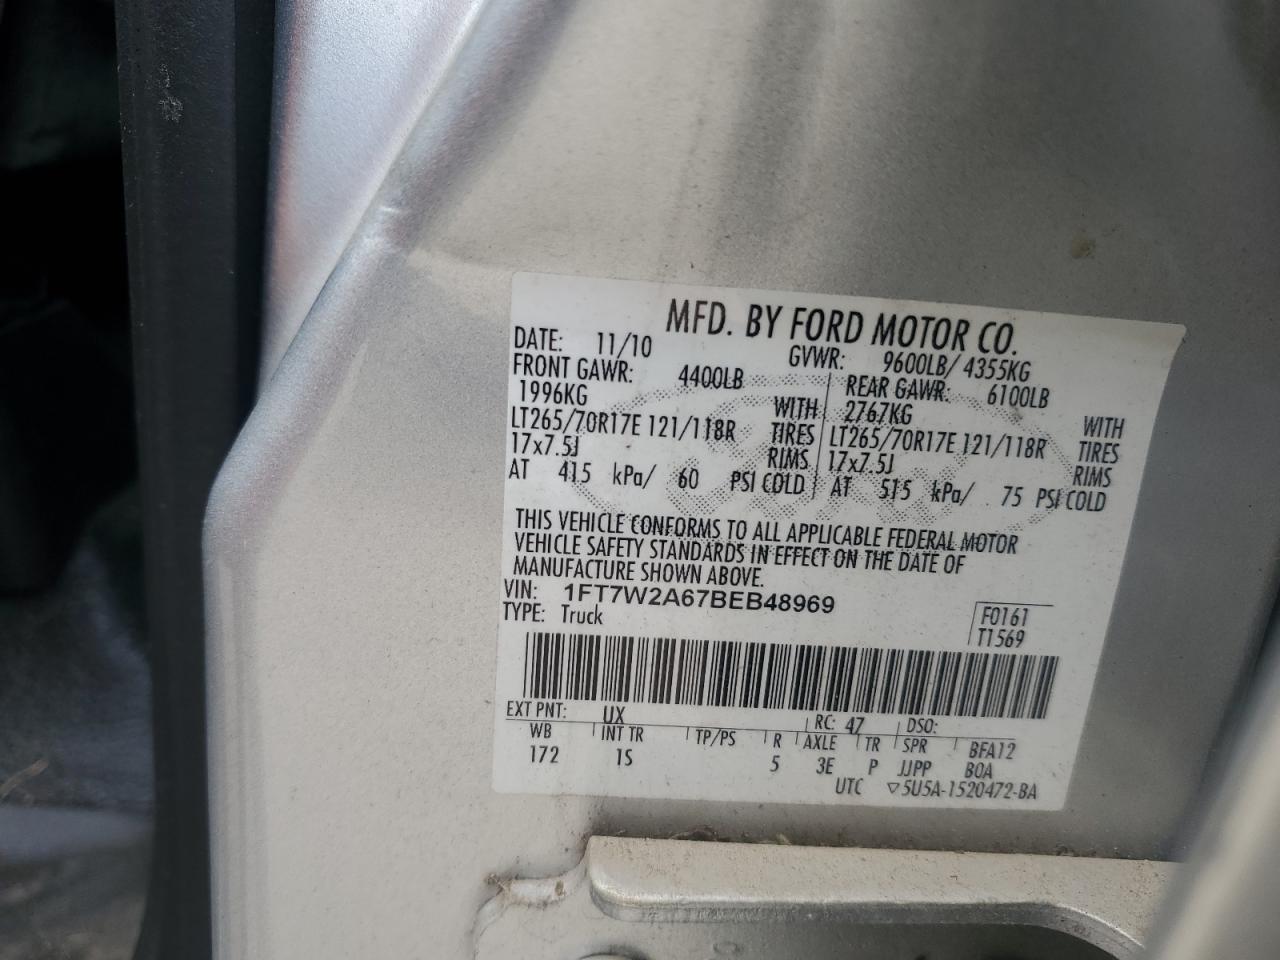 MFD. BY FORD MOTOR CO.
DATE: 11/10 GVWR: 9600LB/ 4355KG
FRONT GAWR: 4400LB REAR GAWR: 6100LB
1996KG WITH 2767KG WITH
LT265/70R17E 121/118R TIRES LT265/70R17E 121/118R TIRES
17x7.5J RIMS 17x7.5J RIMS
AT 415 kPa/ 60 PSI COLD AT 515 kPa/ 75 PSI COLD
THIS VEHICLE CONFORMS TO ALL APPLICABLE FEDERAL MOTOR
VEHICLE SAFETY STANDARDS IN EFFECT ON THE DATE OF
MANUFACTURE SHOWN ABOVE.
VIN: 1FT7W2A67BEB48969
TYPE: Truck F0161
T1569
EXT PNT: UX RC: 47 DSO:
WB INT TR TP/PS R AXLE TR SPR BFA12
172 1S 5 3E P JJPP B0A
UTC ▽5U5A-1520472-BA